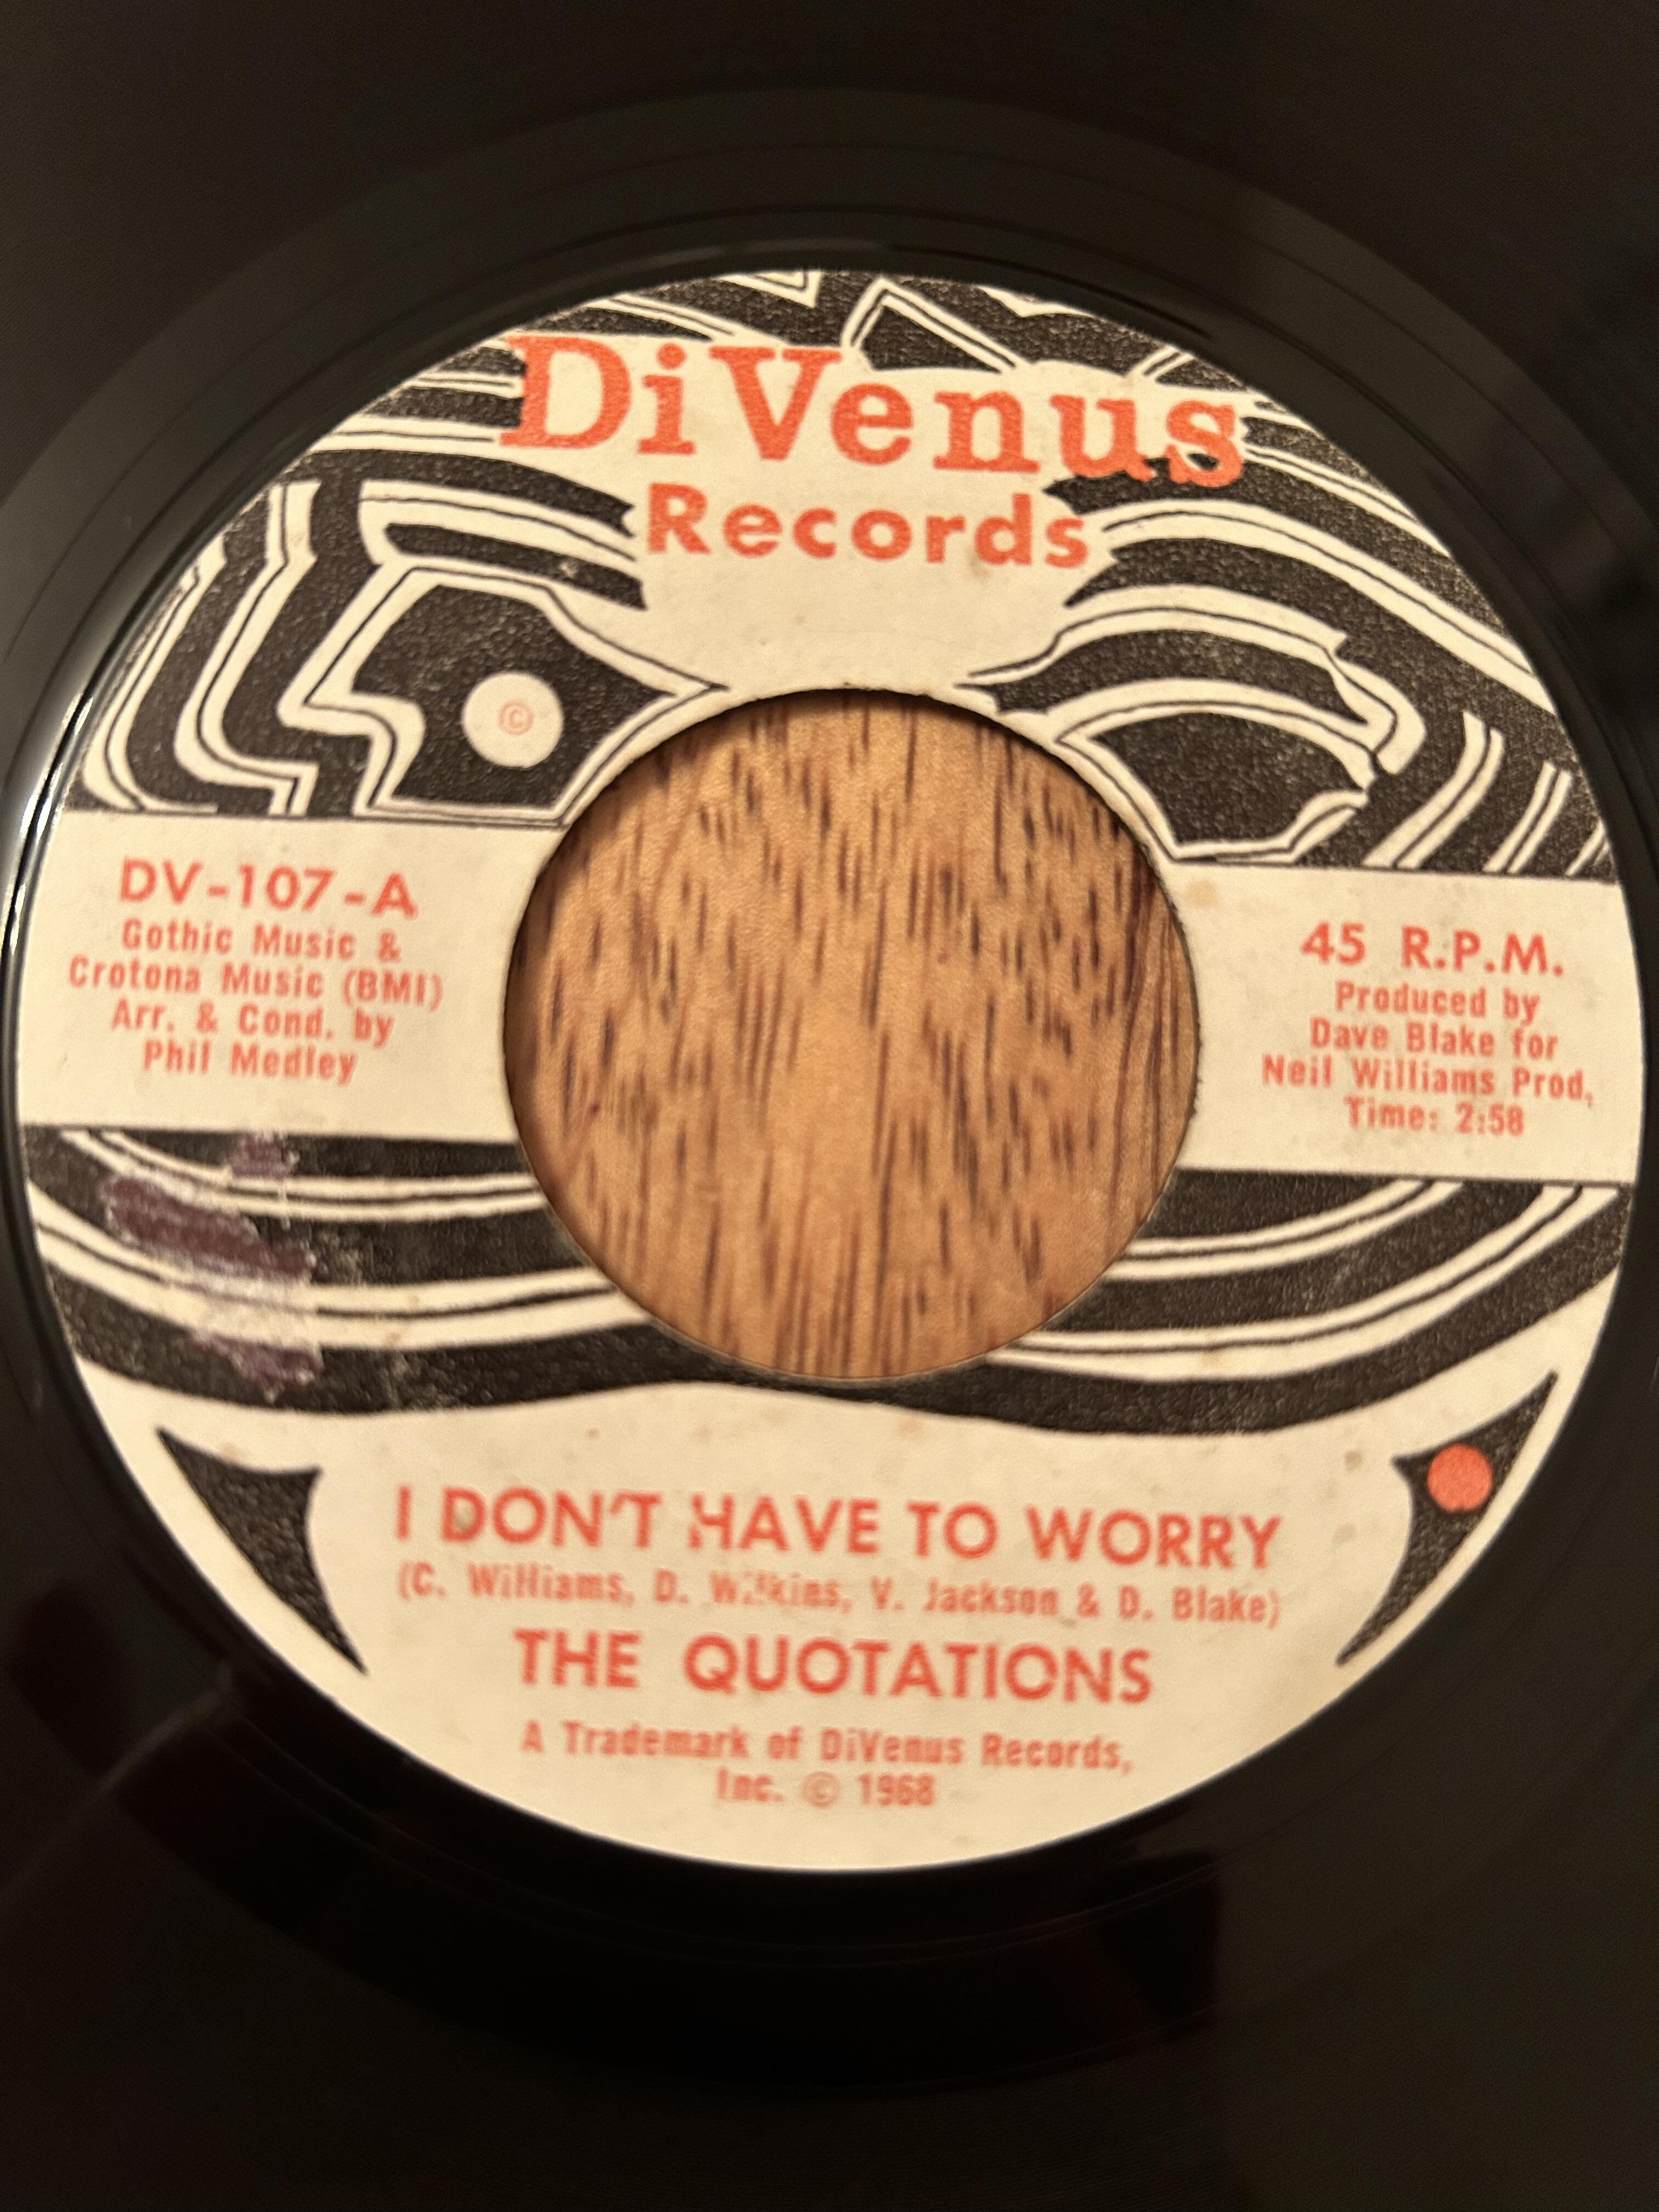 DiVenus
Records
©
DV-107-A
Gothic Music &
Crotona Music (BMI)
Arr. & Cond. by
Phil Medley
45 R.P.M.
Produced by
Dave Blake for
Neil Williams Prod.
Time: 2:58
I DON'T HAVE TO WORRY
(C. Williams, D. Wilkins, V. Jackson & D. Blake)
THE QUOTATIONS
A Trademark of DiVenus Records,
Inc. © 1968